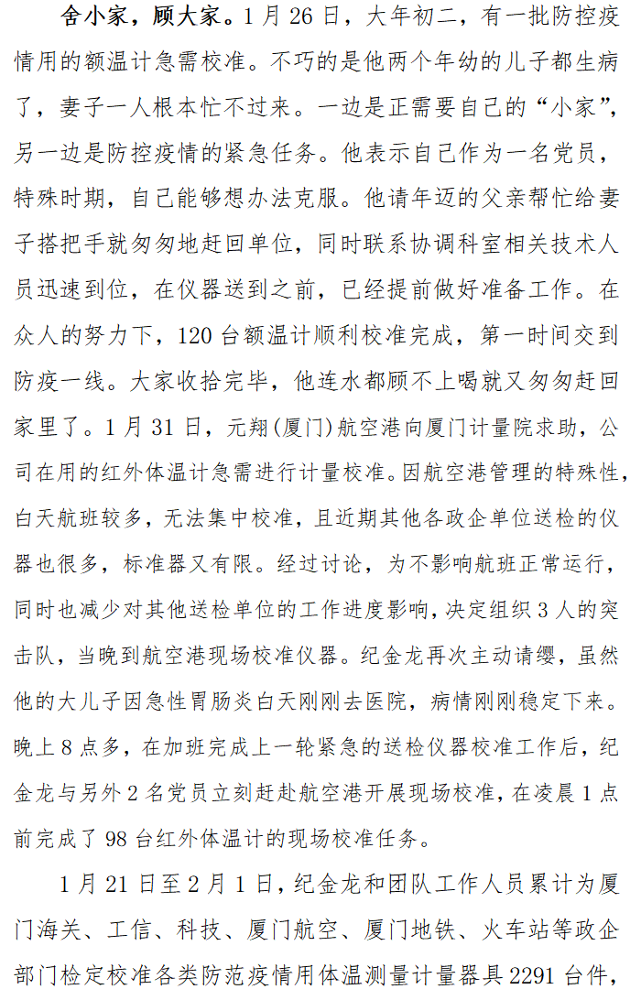 舍小家，顾大家。1 月 26 日，大年初二，有一批防控疫
情用的额温计急需校准。不巧的是他两个年幼的儿子都生病
了，妻子一人根本忙不过来。一边是正需要自己的“小家”，
另一边是防控疫情的紧急任务。他表示自己作为一名党员，
特殊时期，自己能够想办法克服。他请年迈的父亲帮忙给妻
子搭把手就匆匆地赶回单位，同时联系协调科室相关技术人
员迅速到位，在仪器送到之前，已经提前做好准备工作。在
众人的努力下，120 台额温计顺利校准完成，第一时间交到
防疫一线。大家收拾完毕，他连水都顾不上喝就又匆匆赶回
家里了。1 月 31 日，元翔(厦门)航空港向厦门计量院求助，公
司在用的红外体温计急需进行计量校准。因航空港管理的特殊性，
白天航班较多，无法集中校准，且近期其他各政企单位送检的仪
器也很多，标准器又有限。经过讨论，为不影响航班正常运行，
同时也减少对其他送检单位的工作进度影响，决定组织 3 人的突
击队，当晚到航空港现场校准仪器。纪金龙再次主动请缨，虽然
他的大儿子因急性胃肠炎白天刚刚去医院，病情刚刚稳定下来。
晚上 8 点多，在加班完成上一轮紧急的送检仪器校准工作后，纪
金龙与另外 2 名党员立刻赶赴航空港开展现场校准，在凌晨 1 点
前完成了 98 台红外体温计的现场校准任务。
1 月 21 日至 2 月 1 日，纪金龙和团队工作人员累计为厦
门海关、工信、科技、厦门航空、厦门地铁、火车站等政企
部门检定校准各类防范疫情用体温测量计量器具 2291 台件，